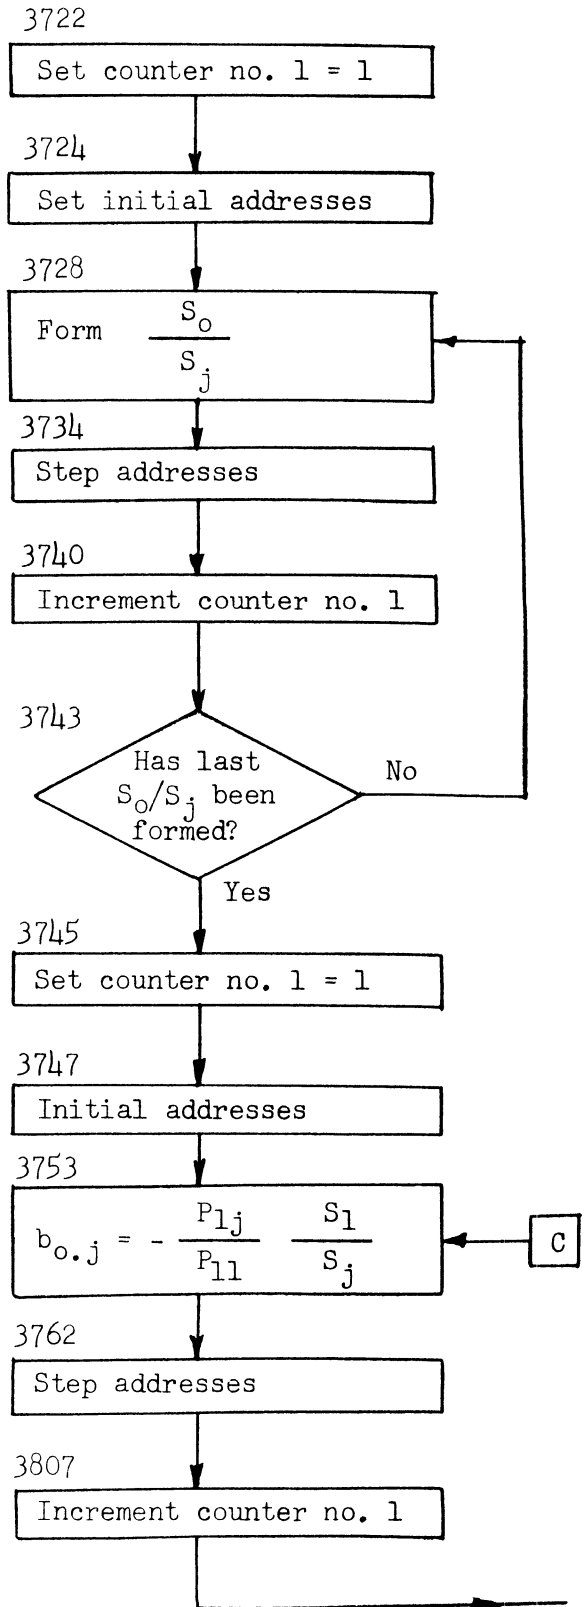 3722
Set counter no. 1 = 1
3724
Set initial addresses
3728
Form S_o / S_j
3734
Step addresses
3740
Increment counter no. 1
3743
Has last
S_o/S_j been
formed?
No
Yes
3745
Set counter no. 1 = 1
3747
Initial addresses
3753
b_o.j = - P_1j / P_11 S_1 / S_j
C
3762
Step addresses
3807
Increment counter no. 1